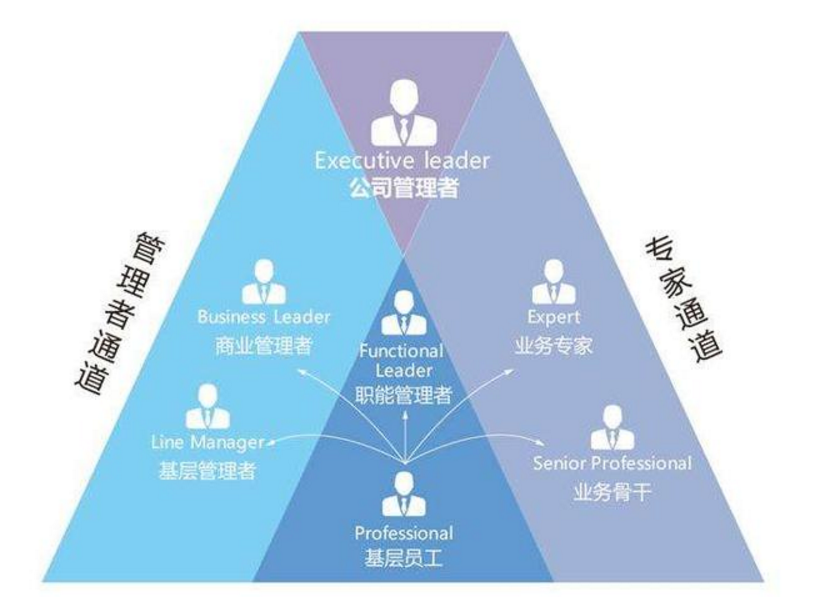 Executive leader
公司管理者
管理者通道
专家通道
Business Leader
商业管理者
Functional
Leader
职能管理者
Expert
业务专家
Line Manager
基层管理者
Senior Professional
业务骨干
Professional
基层员工